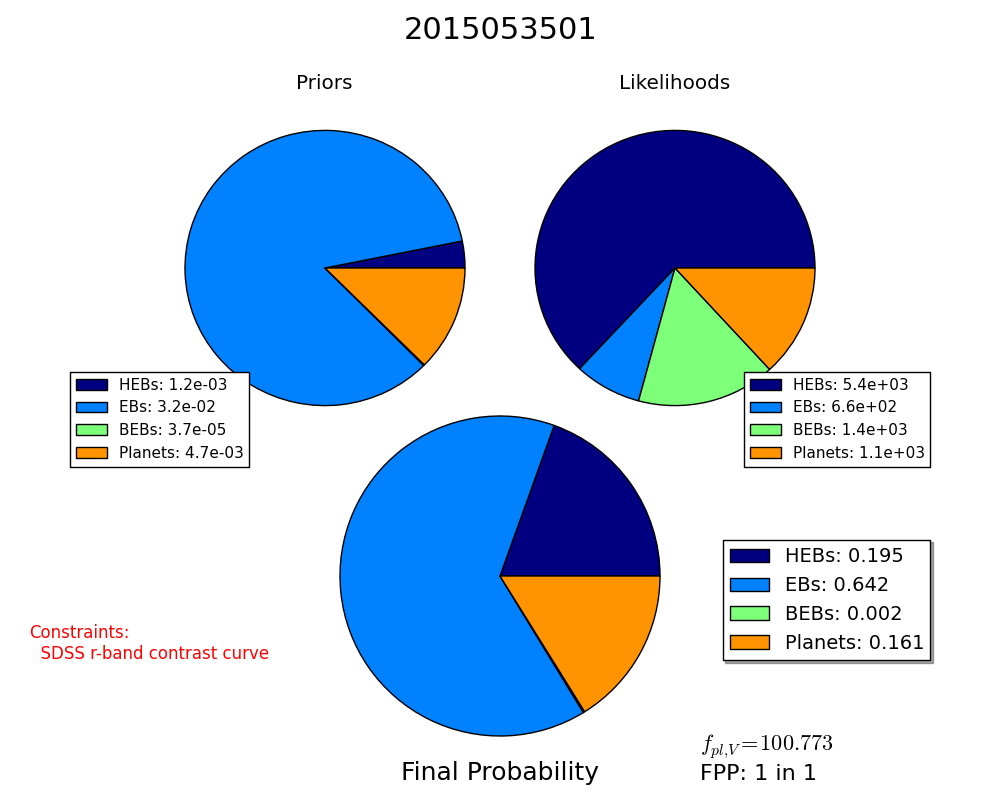 2015053501
Priors
Likelihoods
HEBs: 1.2e-03
EBs: 3.2e-02
BEBs: 3.7e-05
Planets: 4.7e-03
HEBs: 5.4e+03
EBs: 6.6e+02
BEBs: 1.4e+03
Planets: 1.1e+03
HEBs: 0.195
EBs: 0.642
BEBs: 0.002
Planets: 0.161
Constraints:
SDSS r-band contrast curve
f_{pl,V}=100.773
Final Probability
FPP: 1 in 1